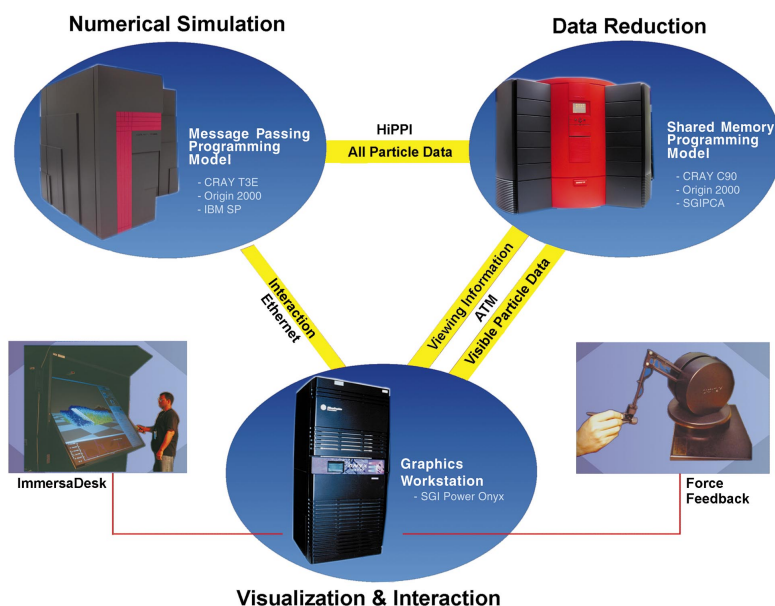 Numerical Simulation
Data Reduction
Message Passing
Programming
Model
- CRAY T3E
- Origin 2000
- IBM SP
HiPPI
All Particle Data
Shared Memory
Programming
Model
- CRAY C90
- Origin 2000
- SGIPCA
Interaction
Ethernet
Viewing Information
ATM
Visible Particle Data
ImmersaDesk
Graphics
Workstation
- SGI Power Onyx
Force
Feedback
Visualization & Interaction